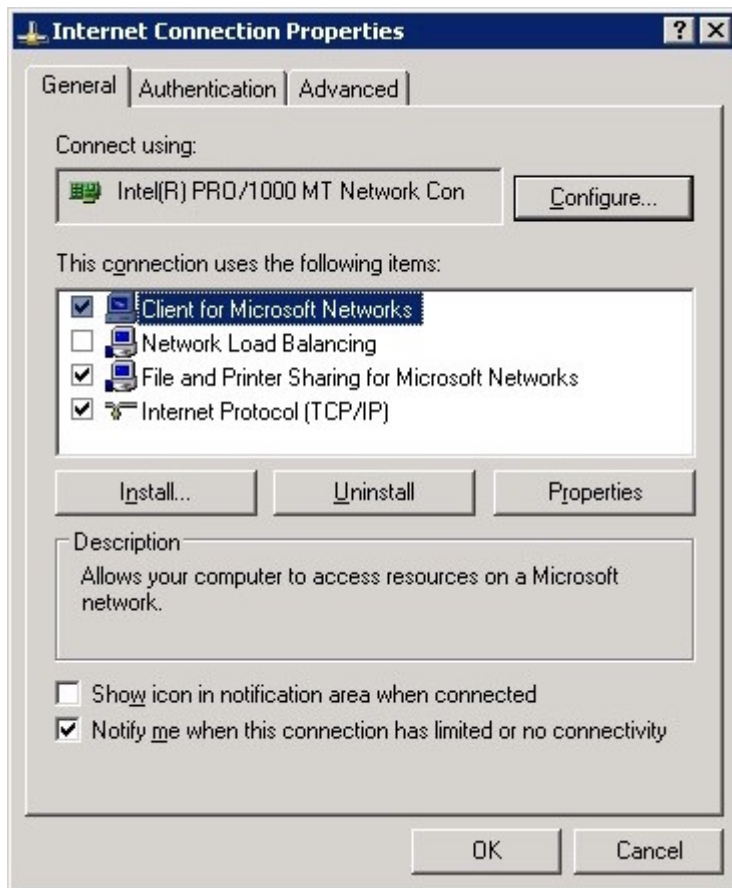 Internet Connection Properties
General Authentication Advanced
Connect using:
Intel(R) PRO/1000 MT Network Con Configure...
This connection uses the following items:
Client for Microsoft Networks
Network Load Balancing
File and Printer Sharing for Microsoft Networks
Internet Protocol (TCP/IP)
Install... Uninstall Properties
Description
Allows your computer to access resources on a Microsoft
network.
Show icon in notification area when connected
Notify me when this connection has limited or no connectivity
OK Cancel